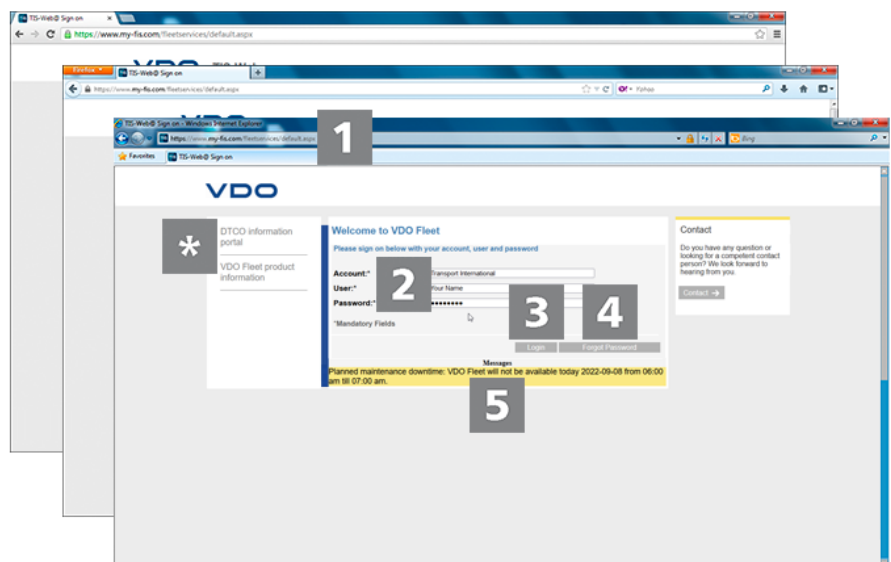 TIS-Web® Sign on
https://www.my-fis.com/fleetservices/default.aspx
Firefox
TIS-Web® Sign on
https://www.my-fis.com/fleetservices/default.aspx
Yahoo
TIS-Web® Sign on - Windows Internet Explorer
https://www.my-fis.com/fleetservices/default.aspx
Bing
1
Favorites
TIS-Web® Sign on
VDO
*
DTCO information
portal
VDO Fleet product
information
Welcome to VDO Fleet
Please sign on below with your account, user and password
Account:*
Transport International
User:*
Your Name
Password:*
2
*Mandatory Fields
3
4
Login
Forgot Password
Messages
Planned maintenance downtime: VDO Fleet will not be available today 2022-09-08 from 06:00
am till 07:00 am.
5
Contact
Do you have any question or
looking for a competent contact
person? We look forward to
hearing from you.
Contact →